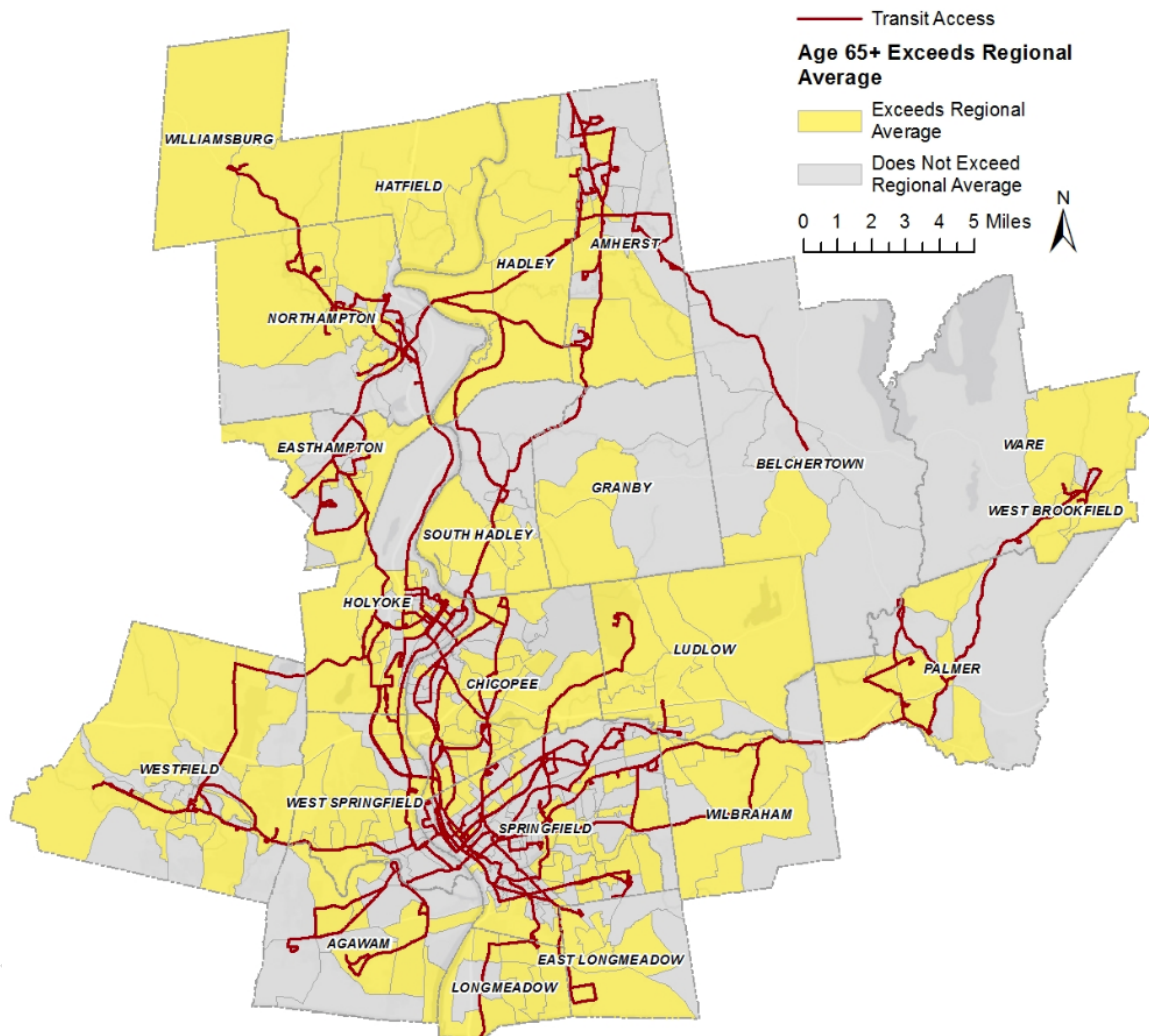 Transit Access
Age 65+ Exceeds Regional
Average
Exceeds Regional
Average
Does Not Exceed
Regional Average
0 1 2 3 4 5 Miles
N
WILLIAMSBURG
HATFIELD
AMHERST
HADLEY
NORTHAMPTON
EASTHAMPTON
WARE
BELCHERTOWN
GRANBY
WEST BROOKFIELD
SOUTH HADLEY
HOLYOKE
LUDLOW
PALMER
CHICOPEE
WESTFIELD
WEST SPRINGFIELD
WILBRAHAM
SPRINGFIELD
AGAWAM
EAST LONGMEADOW
LONGMEADOW